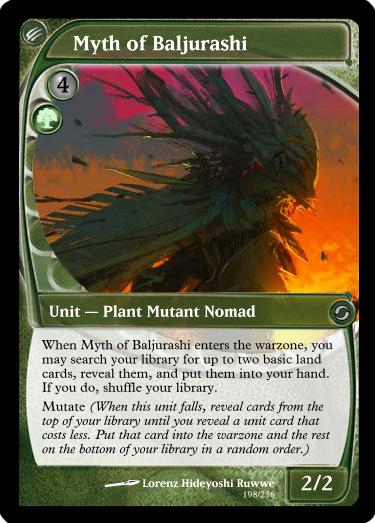 Myth of Baljurashi
4
Unit — Plant Mutant Nomad
When Myth of Baljurashi enters the warzone, you
may search your library for up to two basic land
cards, reveal them, and put them into your hand.
If you do, shuffle your library.
Mutate (When this unit falls, reveal cards from the
top of your library until you reveal a unit card that
costs less. Put that card into the warzone and the rest
on the bottom of your library in a random order.)
Lorenz Hideyoshi Ruwwe
198/236
2/2